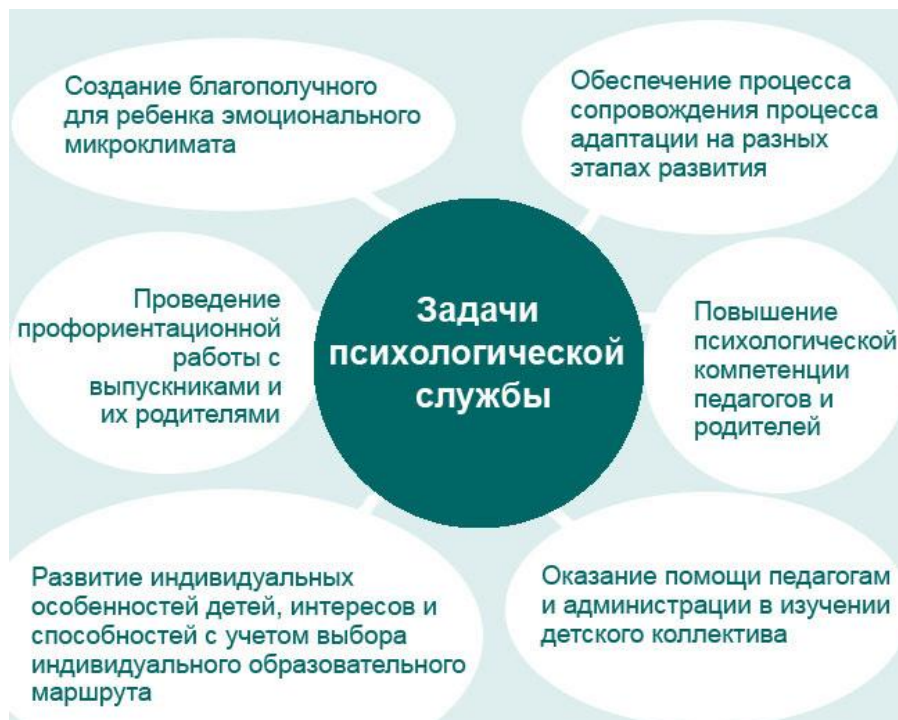 Создание благополучного
для ребенка эмоционального
микроклимата
Обеспечение процесса
сопровождения процесса
адаптации на разных
этапах развития
Задачи
психологической
службы
Проведение
профориентационной
работы с
выпускниками и
их родителями
Повышение
психологической
компетенции
педагогов и
родителей
Развитие индивидуальных
особенностей детей, интересов и
способностей с учетом выбора
индивидуального образовательного
маршрута
Оказание помощи педагогам
и администрации в изучении
детского коллектива